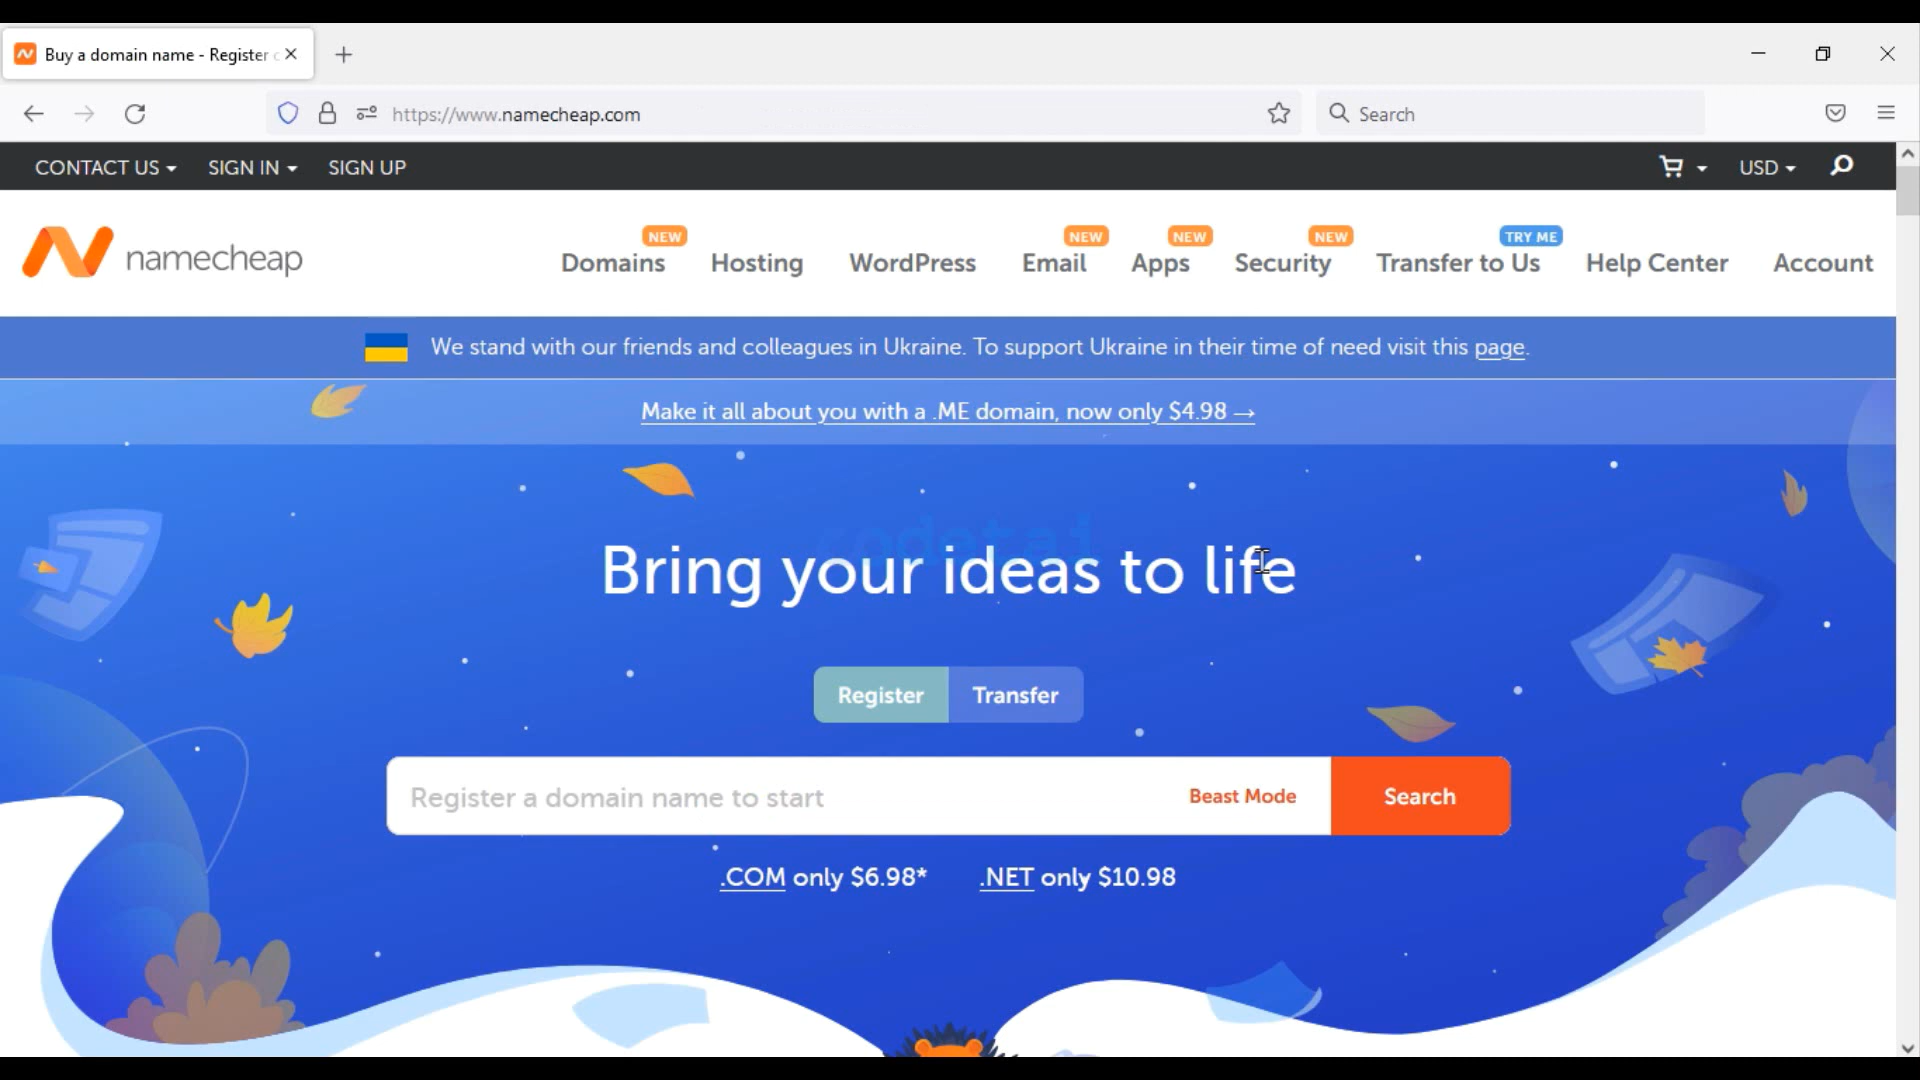 Buy a domain name - Register
https://www.namecheap.com
Search
CONTACT US
SIGN IN
SIGN UP
USD
namecheap
NEW
NEW
NEW
NEW
TRY ME
Domains
Hosting
WordPress
Email
Apps
Security
Transfer to Us
Help Center
Account
We stand with our friends and colleagues in Ukraine. To support Ukraine in their time of need visit this page.
Make it all about you with a .ME domain, now only $4.98 →
codetai
Bring your ideas to life
Register
Transfer
Register a domain name to start
Beast Mode
Search
.COM only $6.98*
.NET only $10.98